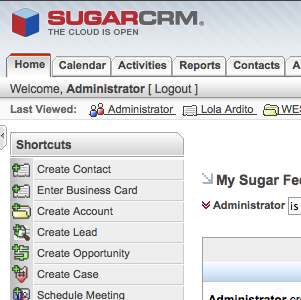 SUGARCRM®
THE CLOUD IS OPEN
Home Calendar Activities Reports Contacts A
Welcome, Administrator [ Logout ]
Last Viewed: Administrator Lola Ardito WES
Shortcuts
Create Contact
Enter Business Card
Create Account
Create Lead
Create Opportunity
Create Case
Schedule Meeting
My Sugar Fee
Administrator is
Administrator cr